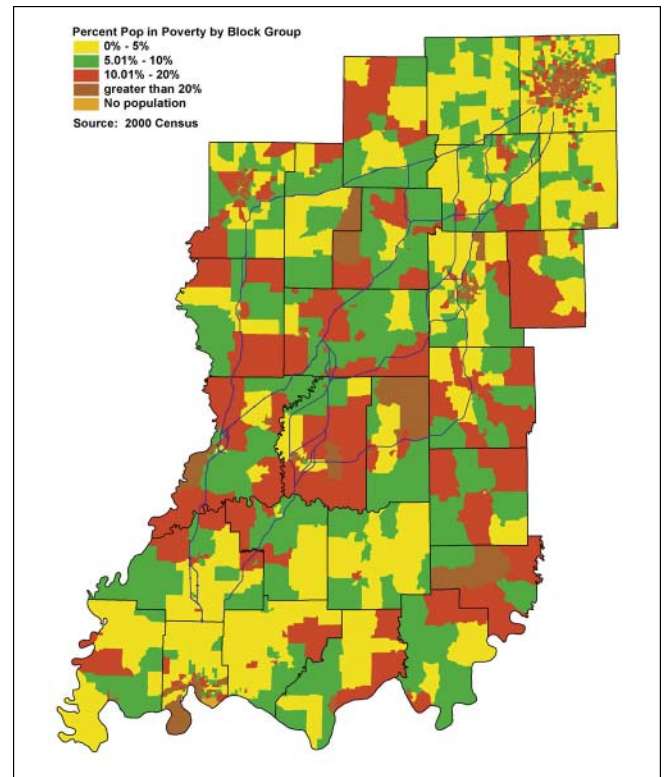 Percent Pop in Poverty by Block Group
0% - 5%
5.01% - 10%
10.01% - 20%
greater than 20%
No population
Source: 2000 Census